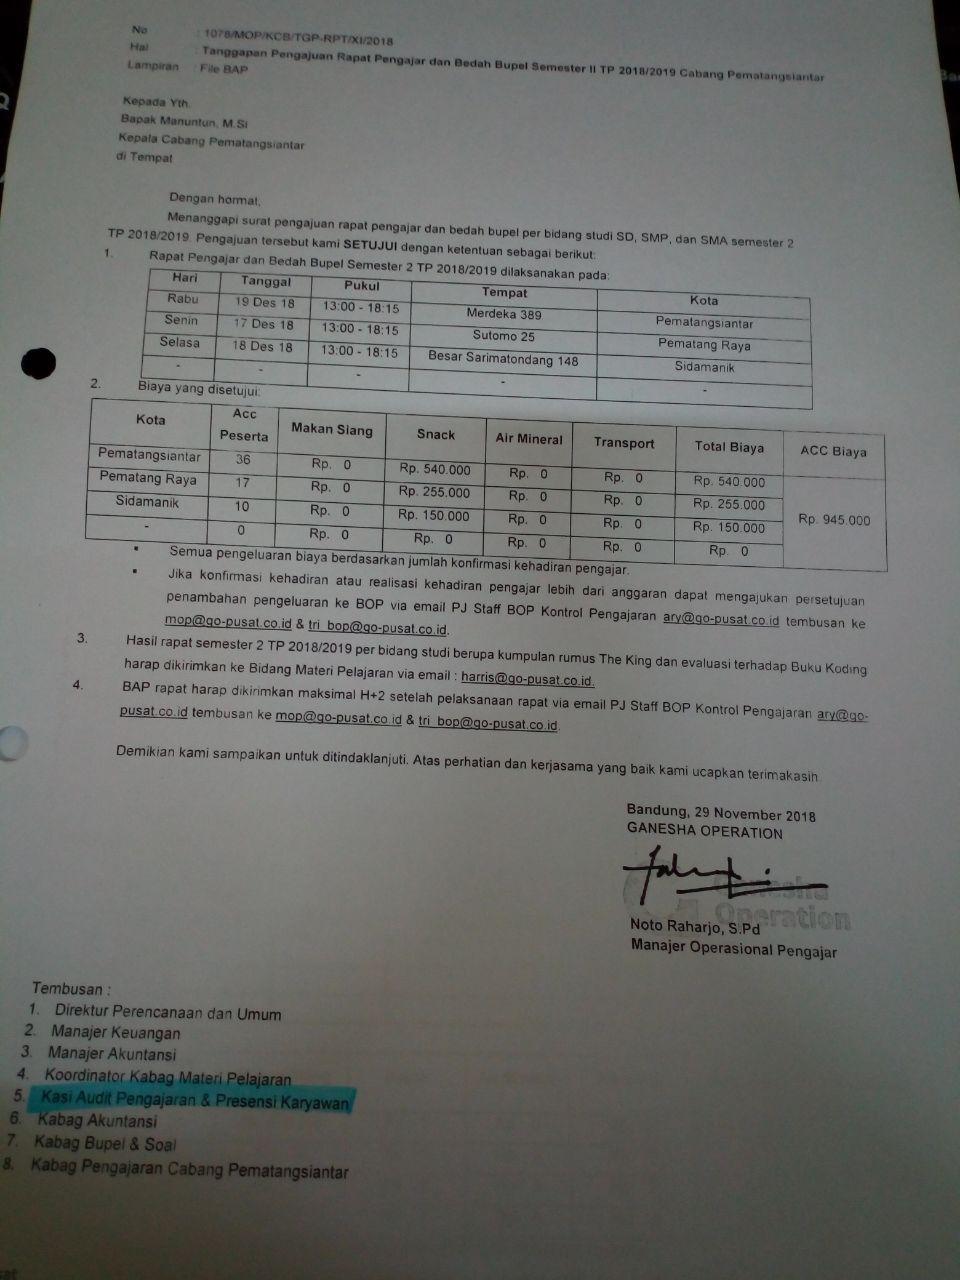 No : 1078/MOP/KCB/TGP-RPT/XI/2018
Hal : Tanggapan Pengajuan Rapat Pengajar dan Bedah Bupel Semester II TP 2018/2019 Cabang Pematangsiantar
Lampiran : File BAP
Kepada Yth.
Bapak Manuntun, M.Si
Kepala Cabang Pematangsiantar
di Tempat
Dengan hormat,
Menanggapi surat pengajuan rapat pengajar dan bedah bupel per bidang studi SD, SMP, dan SMA semester 2
TP 2018/2019. Pengajuan tersebut kami SETUJUI dengan ketentuan sebagai berikut:
1. Rapat Pengajar dan Bedah Bupel Semester 2 TP 2018/2019 dilaksanakan pada:
Hari Tanggal Pukul Tempat Kota
Rabu 19 Des 18 13:00 - 18:15 Merdeka 389 Pematangsiantar
Senin 17 Des 18 13:00 - 18:15 Sutomo 25 Pematang Raya
Selasa 18 Des 18 13:00 - 18:15 Besar Sarimatondang 148 Sidamanik
- - - - -
2. Biaya yang disetujui:
Kota Acc Peserta Makan Siang Snack Air Mineral Transport Total Biaya ACC Biaya
Pematangsiantar 36 Rp. 0 Rp. 540.000 Rp. 0 Rp. 0 Rp. 540.000
Pematang Raya 17 Rp. 0 Rp. 255.000 Rp. 0 Rp. 0 Rp. 255.000
Sidamanik 10 Rp. 0 Rp. 150.000 Rp. 0 Rp. 0 Rp. 150.000 Rp. 945.000
- 0 Rp. 0 Rp. 0 Rp. 0 Rp. 0 Rp. 0
▪ Semua pengeluaran biaya berdasarkan jumlah konfirmasi kehadiran pengajar.
▪ Jika konfirmasi kehadiran atau realisasi kehadiran pengajar lebih dari anggaran dapat mengajukan persetujuan
penambahan pengeluaran ke BOP via email PJ Staff BOP Kontrol Pengajaran ary@go-pusat.co.id tembusan ke
mop@go-pusat.co.id & tri_bop@go-pusat.co.id.
3. Hasil rapat semester 2 TP 2018/2019 per bidang studi berupa kumpulan rumus The King dan evaluasi terhadap Buku Koding
harap dikirimkan ke Bidang Materi Pelajaran via email : harris@go-pusat.co.id.
4. BAP rapat harap dikirimkan maksimal H+2 setelah pelaksanaan rapat via email PJ Staff BOP Kontrol Pengajaran ary@go-
pusat.co.id tembusan ke mop@go-pusat.co.id & tri_bop@go-pusat.co.id.
Demikian kami sampaikan untuk ditindaklanjuti. Atas perhatian dan kerjasama yang baik kami ucapkan terimakasih.
Bandung, 29 November 2018
GANESHA OPERATION
Ganesha
Operation
Noto Raharjo, S.Pd
Manajer Operasional Pengajar
Tembusan :
1. Direktur Perencanaan dan Umum
2. Manajer Keuangan
3. Manajer Akuntansi
4. Koordinator Kabag Materi Pelajaran
5. Kasi Audit Pengajaran & Presensi Karyawan
6. Kabag Akuntansi
7. Kabag Bupel & Soal
8. Kabag Pengajaran Cabang Pematangsiantar